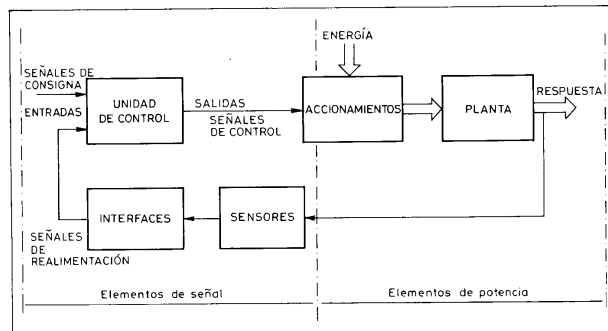 ENERGÍA
SEÑALES DE
CONSIGNA
ENTRADAS
UNIDAD
DE CONTROL
SALIDAS
SEÑALES
DE CONTROL
ACCIONAMIENTOS
PLANTA
RESPUESTA
INTERFACES
SENSORES
SEÑALES
DE
REALIMENTACIÓN
Elementos de señal
Elementos de potencia